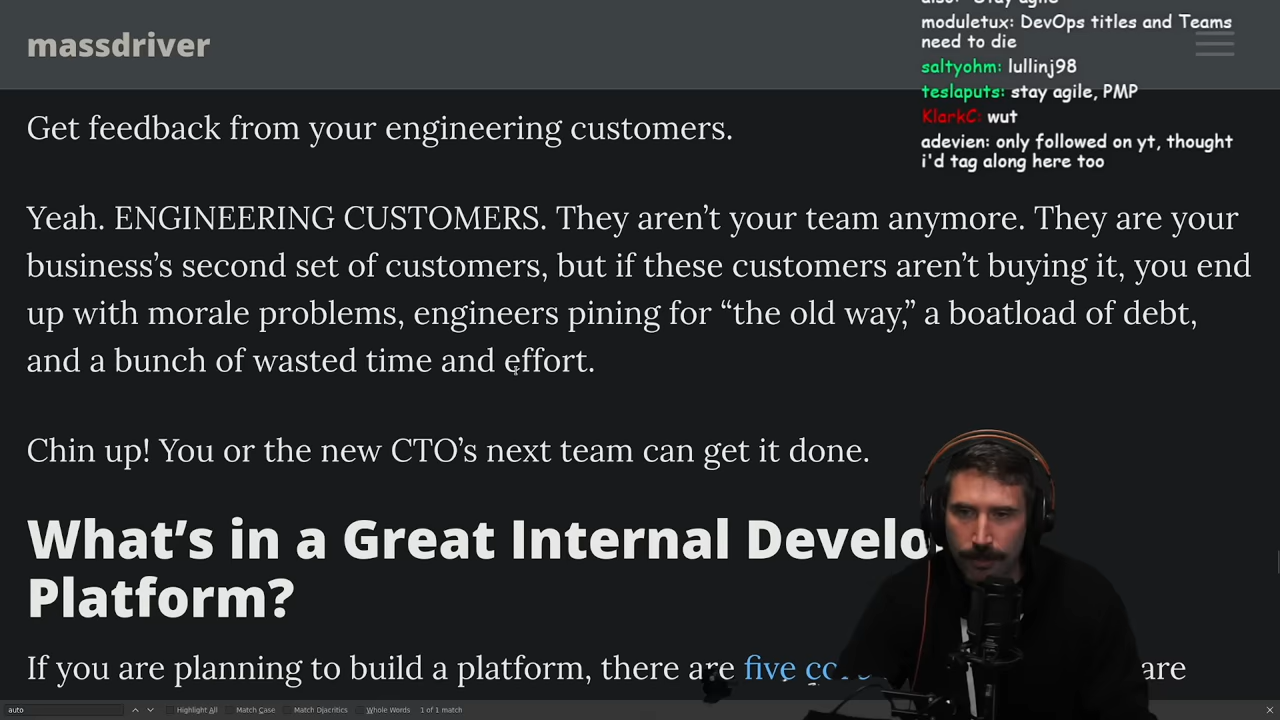 massdriver
moduletux: DevOps titles and Teams
need to die
saltyohm: lullinj98
teslaputs: stay agile, PMP
KlarkC: wut
adevien: only followed on yt, thought
i'd tag along here too
Get feedback from your engineering customers.
Yeah. ENGINEERING CUSTOMERS. They aren’t your team anymore. They are your
business’s second set of customers, but if these customers aren’t buying it, you end
up with morale problems, engineers pining for “the old way,” a boatload of debt,
and a bunch of wasted time and effort.
Chin up! You or the new CTO’s next team can get it done.
What’s in a Great Internal Develo
Platform?
If you are planning to build a platform, there are five are
auto Highlight All Match Case Match Diacritics Whole Words 1 of 1 match